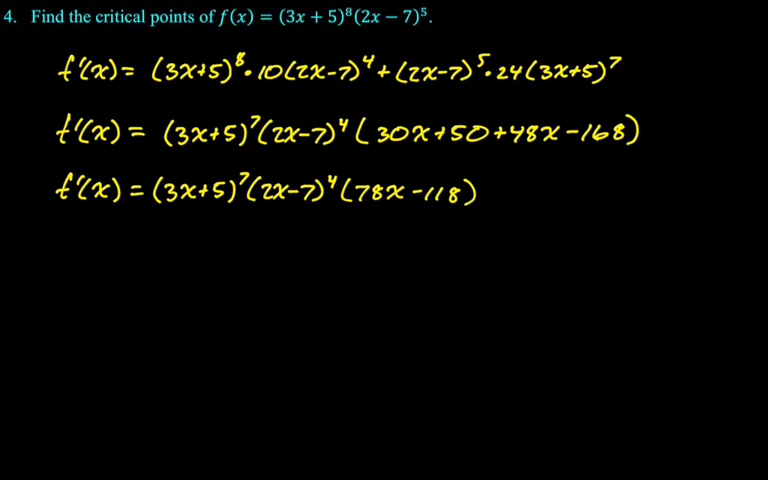 4. Find the critical points of f(x) = (3x + 5)⁸(2x − 7)⁵.
f'(x) = (3x+5)⁸·10(2x-7)⁴+(2x-7)⁵·24(3x+5)⁷
f'(x) = (3x+5)⁷(2x-7)⁴(30x+50+48x-168)
f'(x) = (3x+5)⁷(2x-7)⁴(78x-118)